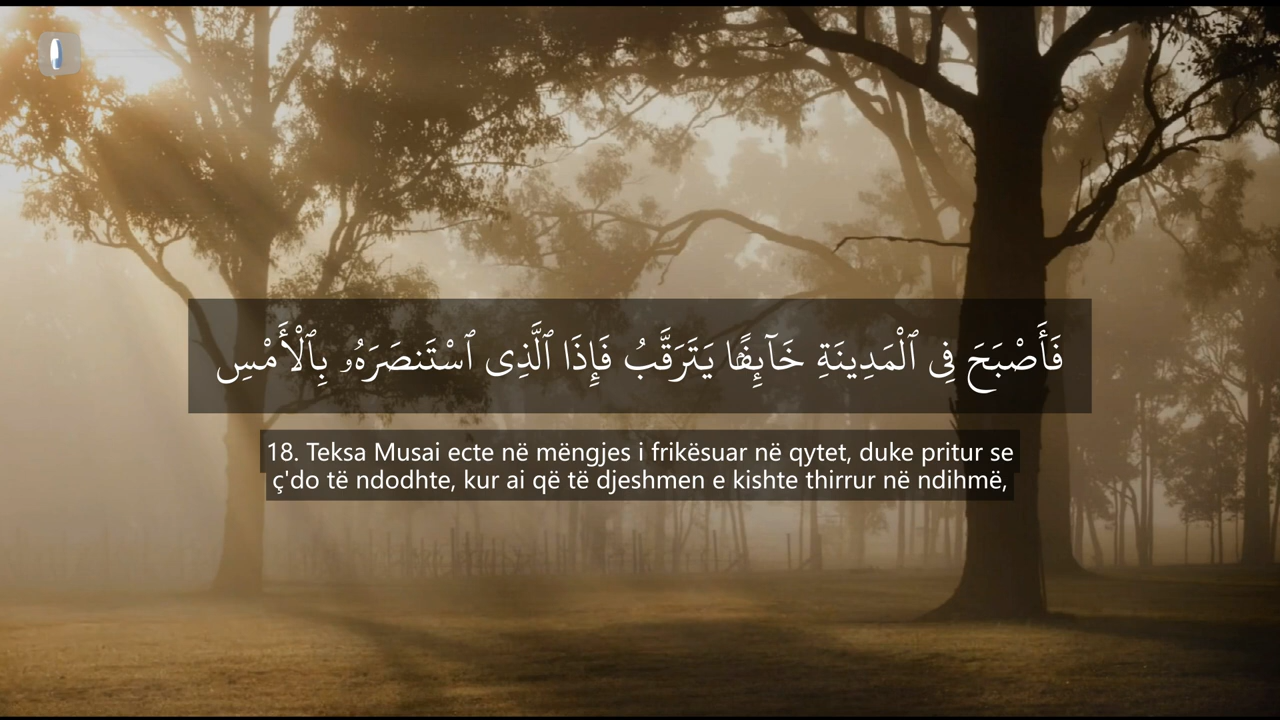 فَأَصْبَحَ فِى ٱلْمَدِينَةِ خَآئِفًا يَتَرَقَّبُ فَإِذَا ٱلَّذِى ٱسْتَنصَرَهُۥ بِٱلْأَمْسِ
18. Teksa Musai ecte në mëngjes i frikësuar në qytet, duke pritur se
ç'do të ndodhte, kur ai që të djeshmen e kishte thirrur në ndihmë,